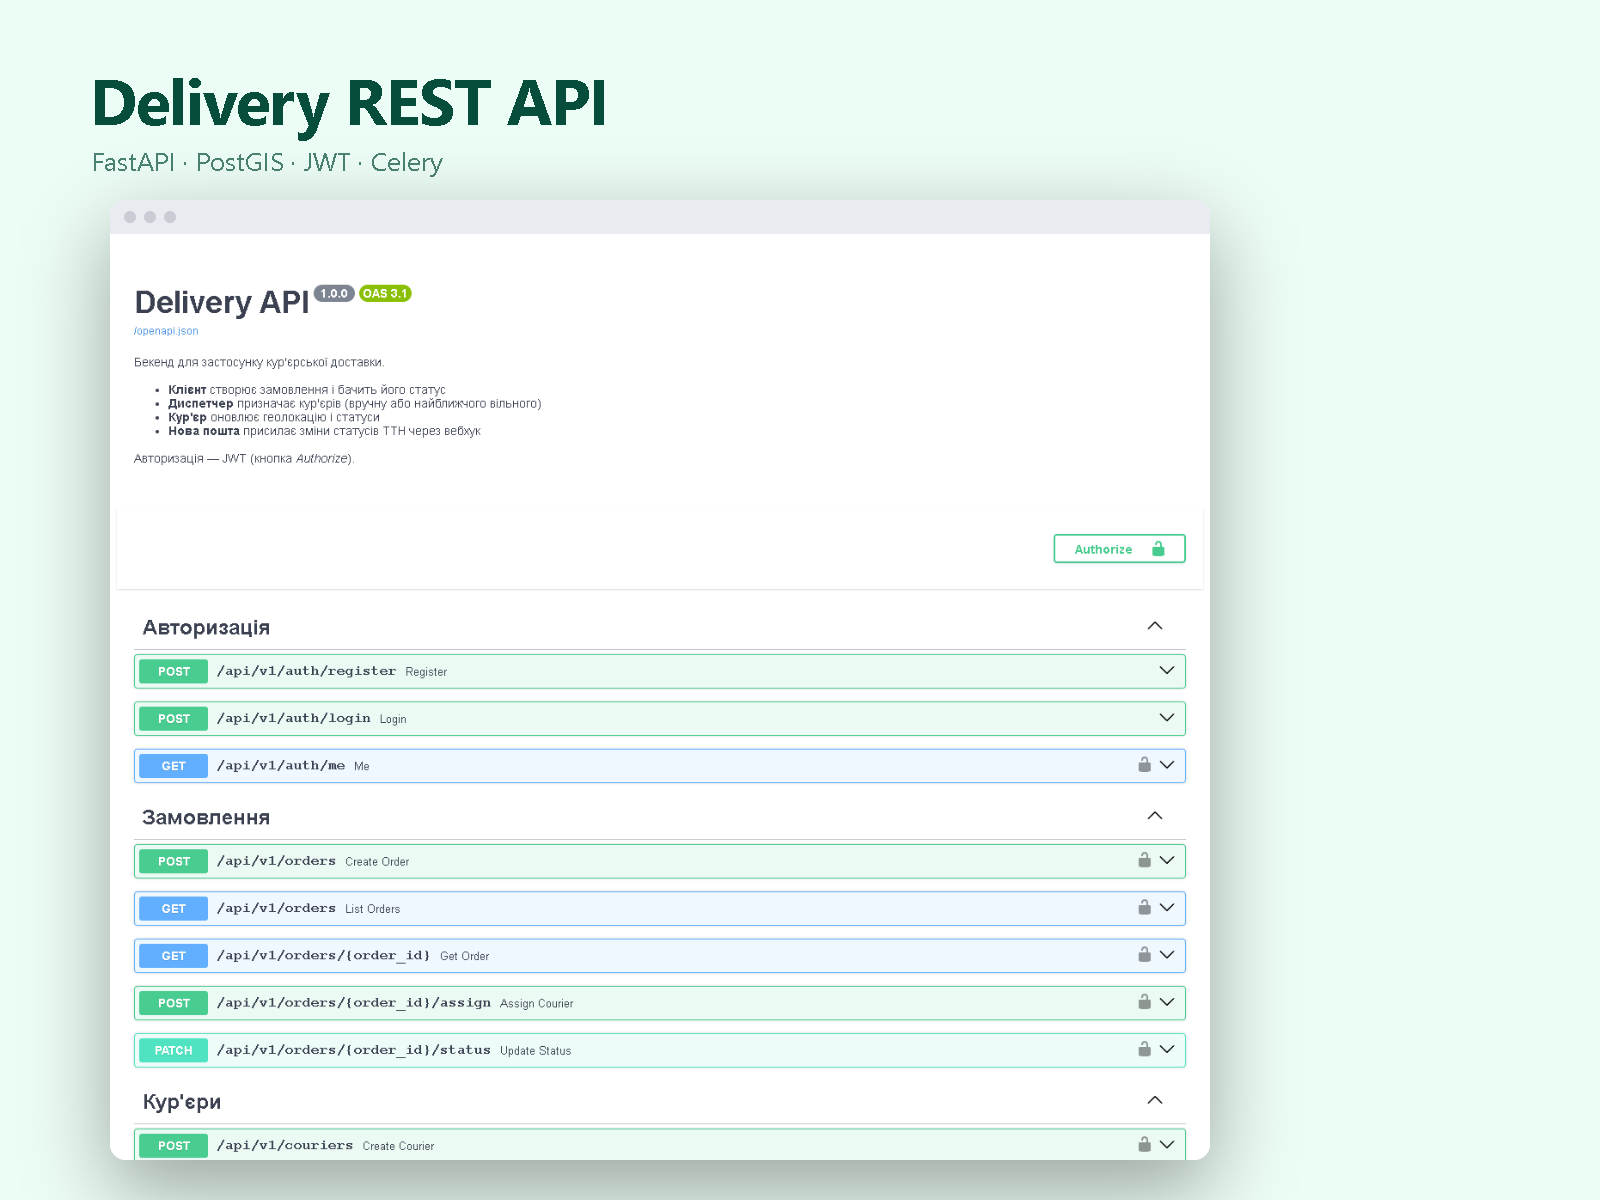 Delivery REST API
FastAPI · PostGIS · JWT · Celery
Delivery API 1.0.0 OAS 3.1
/openapi.json
Бекенд для застосунку кур'єрської доставки.
• Клієнт створює замовлення і бачить його статус
• Диспетчер призначає кур'єрів (вручну або найближчого вільного)
• Кур'єр оновлює геолокацію і статуси
• Нова пошта присилає зміни статусів ТТН через вебхук
Авторизація — JWT (кнопка Authorize).
Authorize
Авторизація
POST /api/v1/auth/register Register
POST /api/v1/auth/login Login
GET /api/v1/auth/me Me
Замовлення
POST /api/v1/orders Create Order
GET /api/v1/orders List Orders
GET /api/v1/orders/{order_id} Get Order
POST /api/v1/orders/{order_id}/assign Assign Courier
PATCH /api/v1/orders/{order_id}/status Update Status
Кур'єри
POST /api/v1/couriers Create Courier